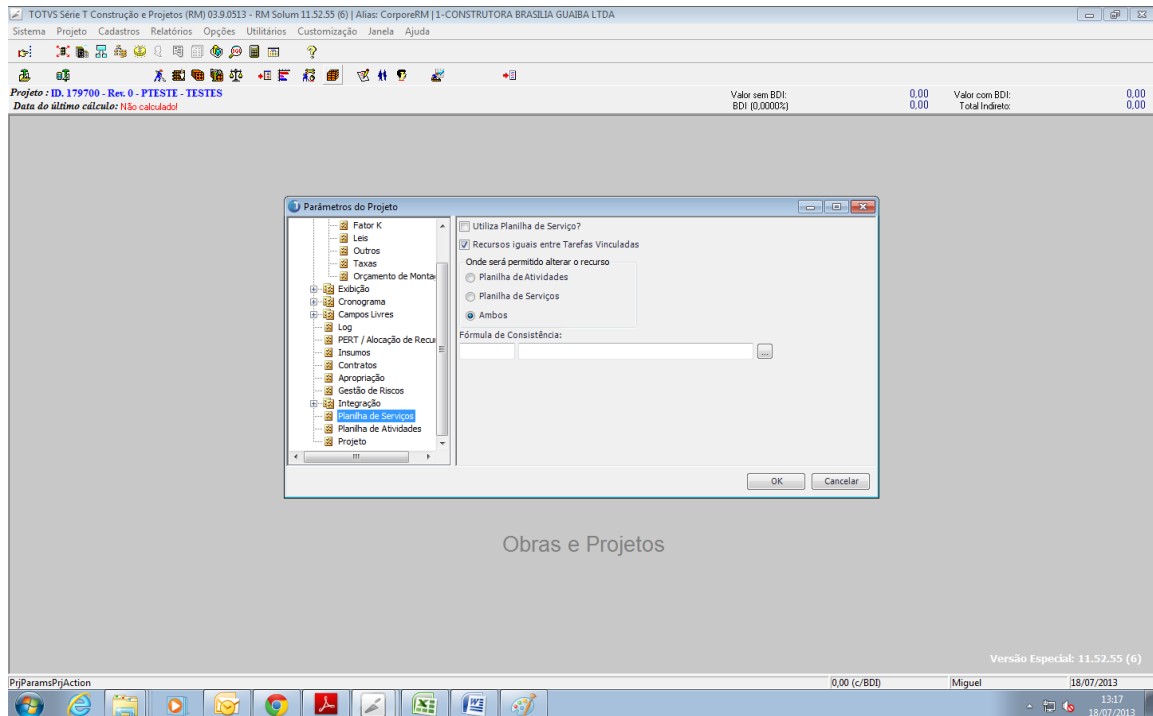 TOTVS Série T Construção e Projetos (RM) 03.9.0513 - RM Solum 11.52.55 (6) | Alias: CorporeRM | 1-CONSTRUTORA BRASILIA GUAIBA LTDA
Sistema Projeto Cadastros Relatórios Opções Utilitários Customização Janela Ajuda
Projeto : ID. 179700 - Rev. 0 - PTESTE - TESTES
Valor sem BDI: 0,00 Valor com BDI: 0,00
Data do último cálculo: Não calculado!
BDI (0,0000%) 0,00 Total Indireto: 0,00
Parâmetros do Projeto
Fator K
Leis
Outros
Taxas
Orçamento de Monta
Exibição
Cronograma
Campos Livres
Log
PERT / Alocação de Recu
Insumos
Contratos
Apropriação
Gestão de Riscos
Integração
Planilha de Serviços
Planilha de Atividades
Projeto
Utiliza Planilha de Serviço?
Recursos iguais entre Tarefas Vinculadas
Onde será permitido alterar o recurso
Planilha de Atividades
Planilha de Serviços
Ambos
Fórmula de Consistência:
...
OK Cancelar
Obras e Projetos
Versão Especial: 11.52.55 (6)
PrjParamsPrjAction 0,00 (c/BDI) Miguel 18/07/2013
13:17
18/07/2013